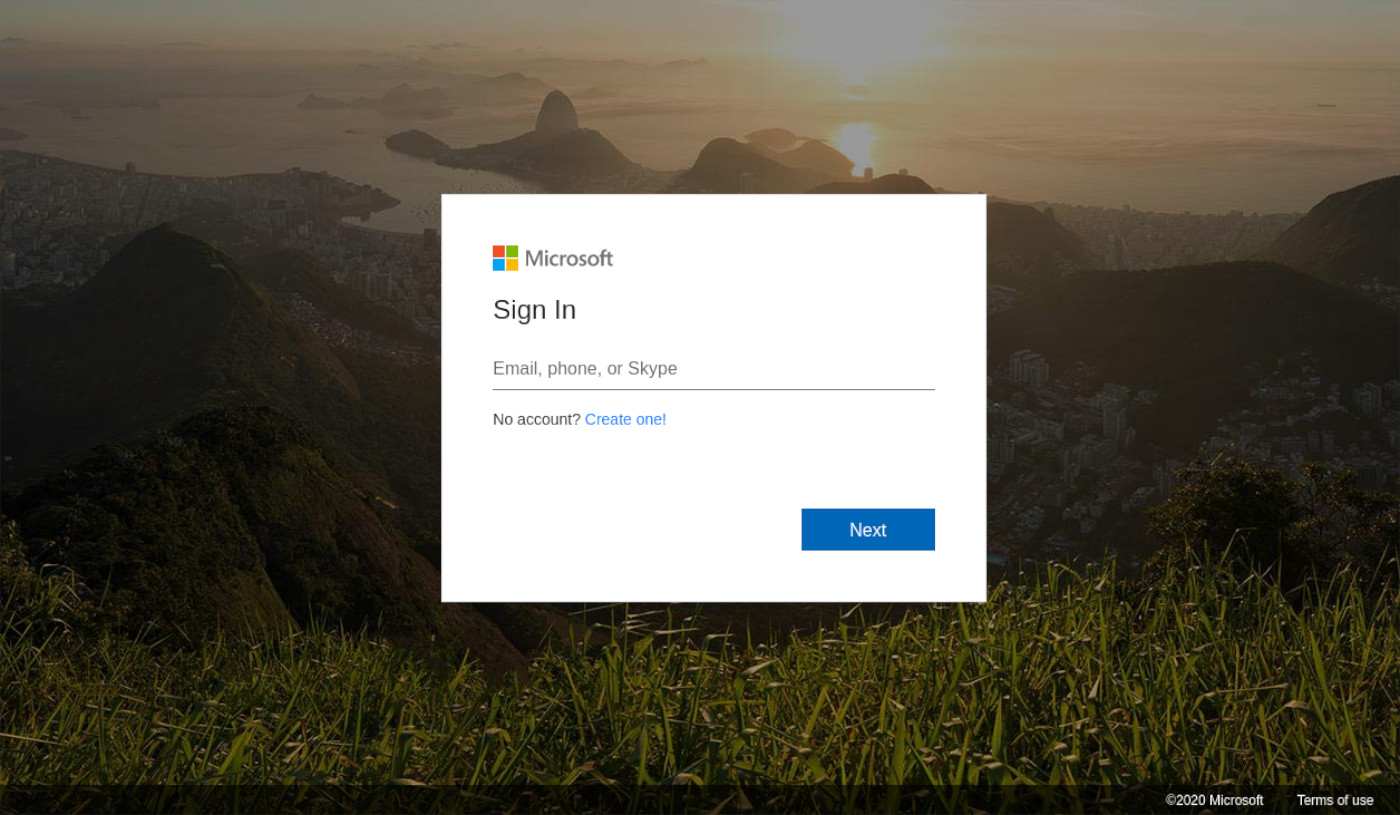 Microsoft
Sign In
Email, phone, or Skype
No account? Create one!
Next
©2020 Microsoft Terms of use